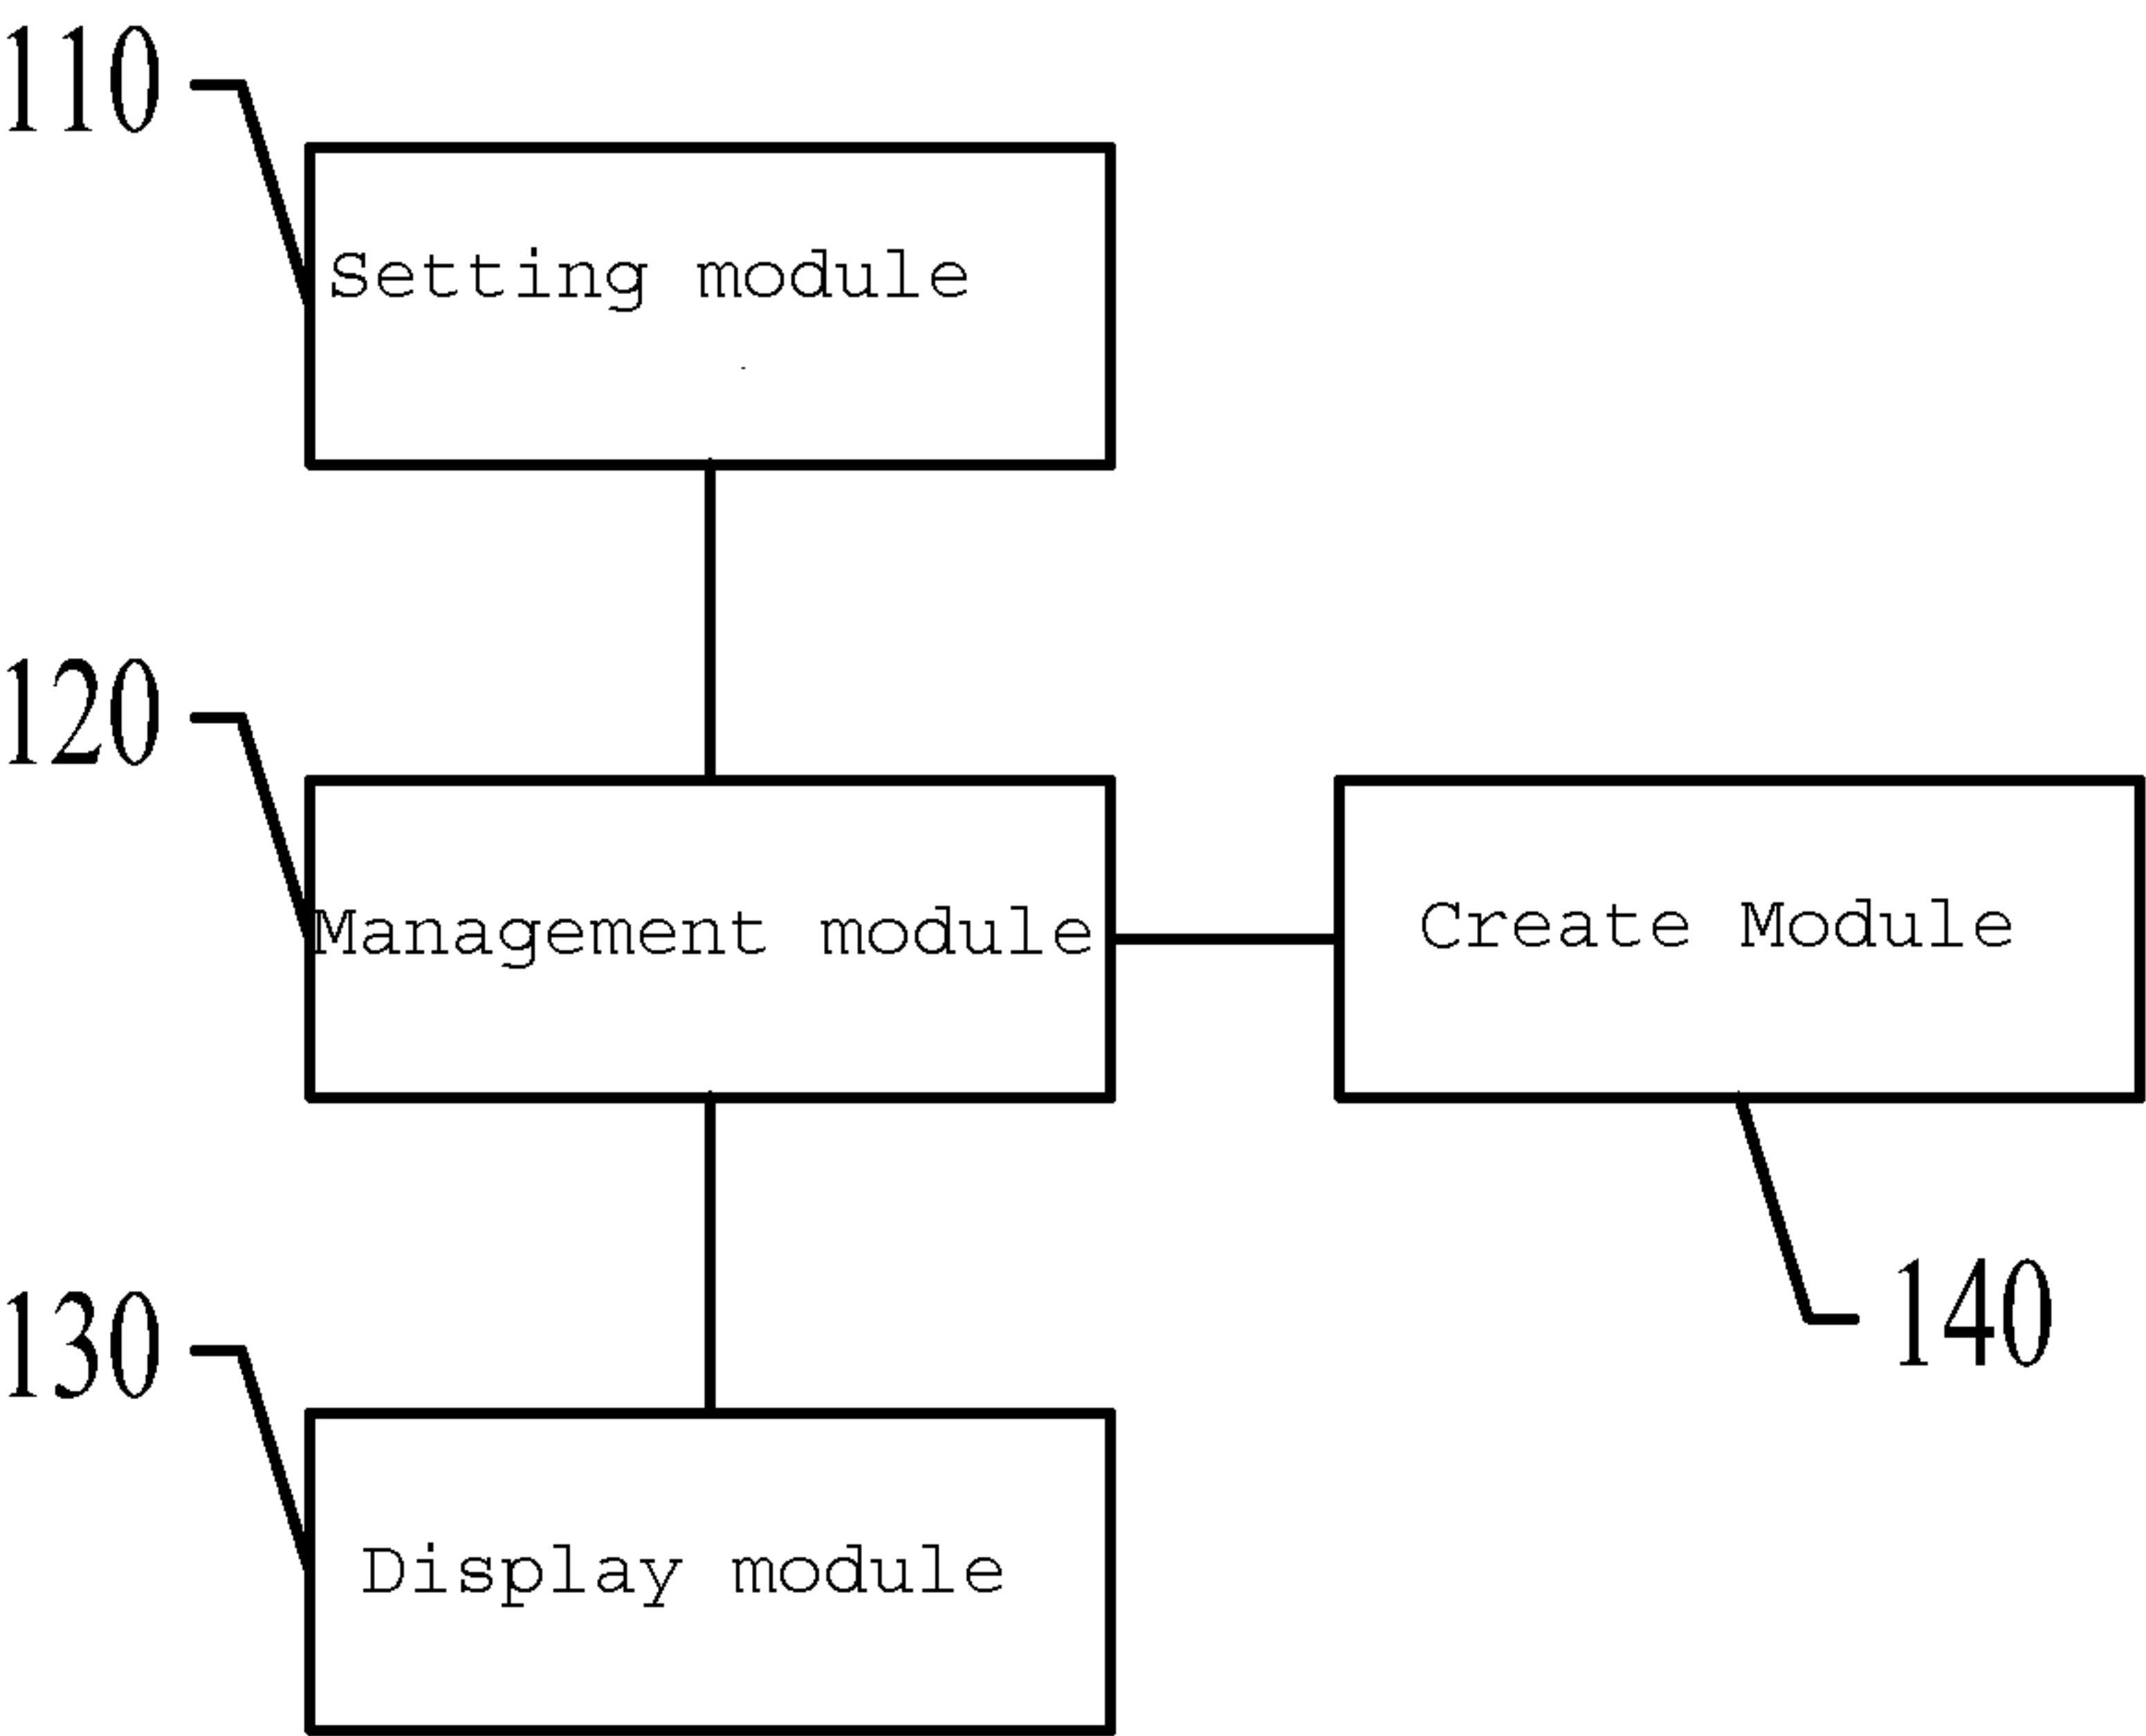 110
Setting module
120
Management module
Create Module
130
140
Display module